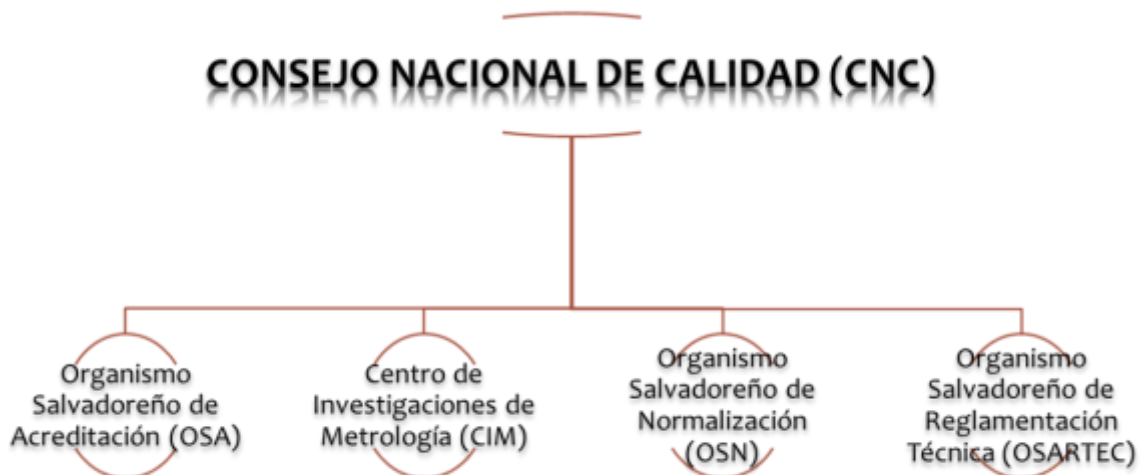 CONSEJO NACIONAL DE CALIDAD (CNC)
Organismo
Salvadoreño de
Acreditación (OSA)
Centro de
Investigaciones de
Metrología (CIM)
Organismo
Salvadoreño de
Normalización
(OSN)
Organismo
Salvadoreño de
Reglamentación
Técnica (OSARTEC)